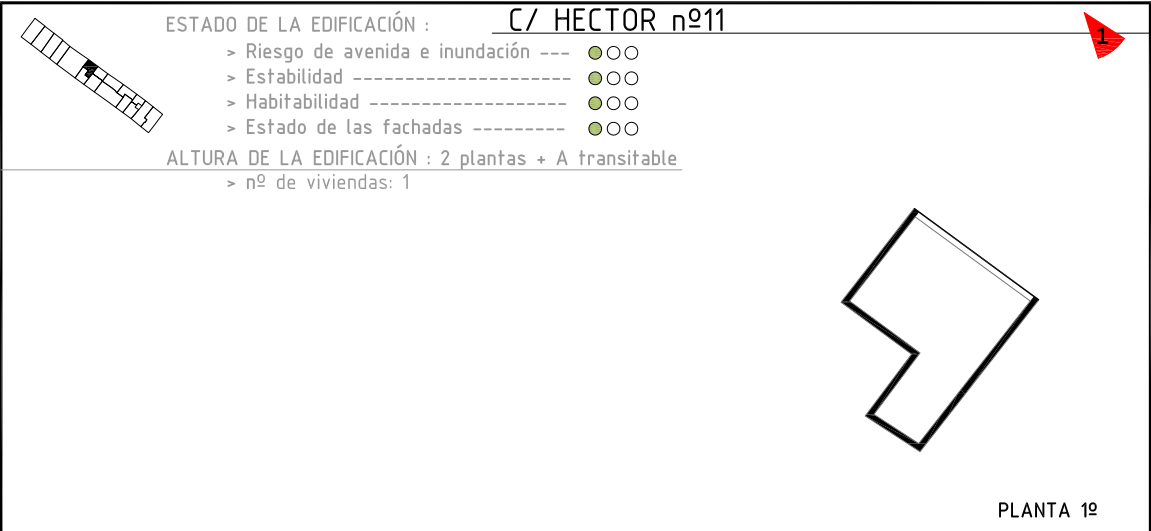 C/ HECTOR nº11
1
ESTADO DE LA EDIFICACIÓN :
> Riesgo de avenida e inundación ---
> Estabilidad ---------------------
> Habitabilidad -------------------
> Estado de las fachadas ---------
ALTURA DE LA EDIFICACIÓN : 2 plantas + A transitable
> nº de viviendas: 1
PLANTA 1º